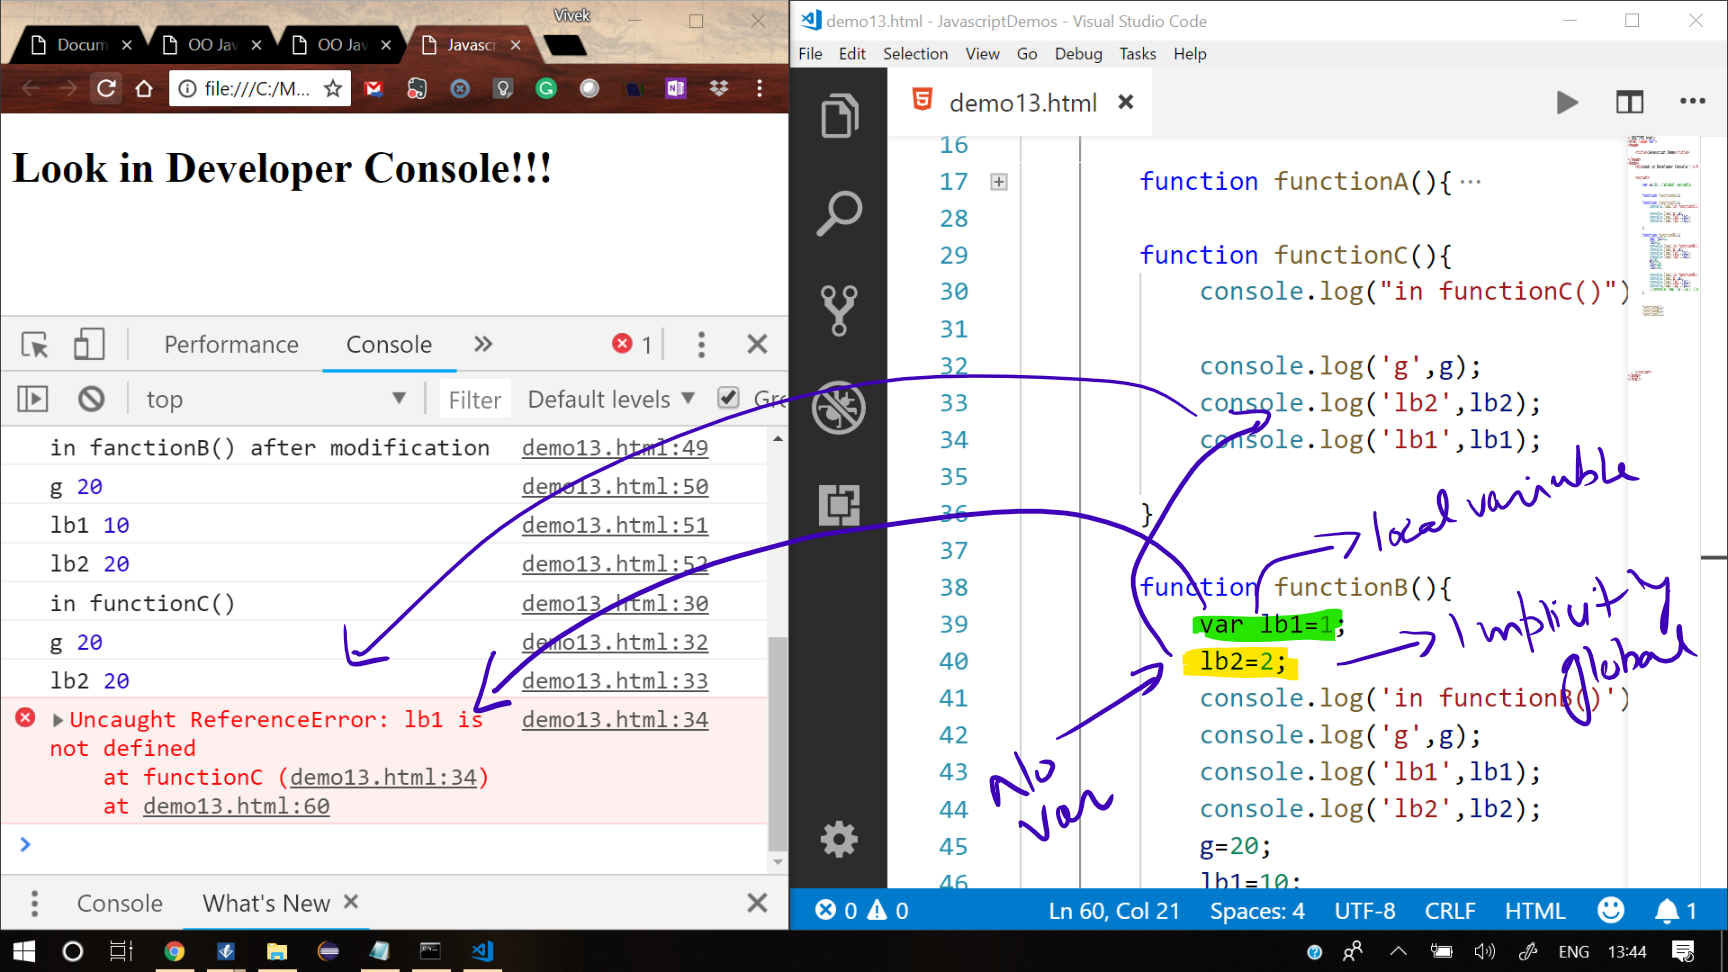 Vivek
Docum
OO Jav
OO Jav
Javascr
file:///C:/M...
Look in Developer Console!!!
Performance
Console
1
top
Filter
Default levels
Gr
in fanctionB() after modification demo13.html:49
g 20 demo13.html:50
lb1 10 demo13.html:51
lb2 20 demo13.html:52
in functionC() demo13.html:30
g 20 demo13.html:32
lb2 20 demo13.html:33
Uncaught ReferenceError: lb1 is demo13.html:34
not defined
at functionC (demo13.html:34)
at demo13.html:60
Console
What's New
demo13.html - JavascriptDemos - Visual Studio Code
File Edit Selection View Go Debug Tasks Help
demo13.html
16
17 function functionA(){ ...
28
29 function functionC(){
30 console.log("in functionC()")
31
32 console.log('g',g);
33 console.log('lb2',lb2);
34 console.log('lb1',lb1);
35
36 }
37
38 function functionB(){
39 var lb1=1;
40 lb2=2;
41 console.log('in functionB()')
42 console.log('g',g);
43 console.log('lb1',lb1);
44 console.log('lb2',lb2);
45 g=20;
46 lb1=10;
local variable
Implicity
global
No
var
0 0 Ln 60, Col 21 Spaces: 4 UTF-8 CRLF HTML 1
ENG 13:44